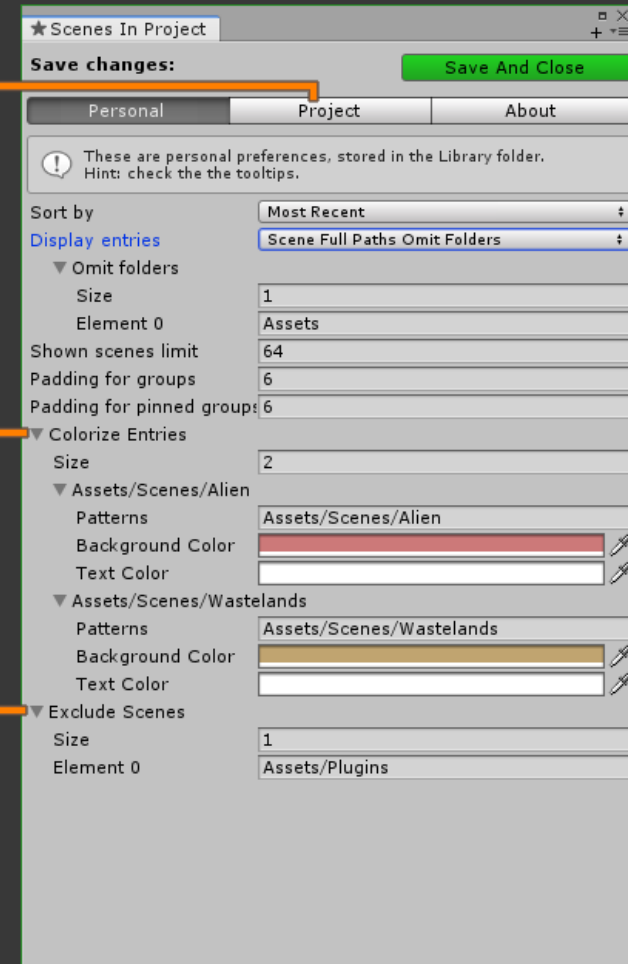 Scenes In Project
Save changes:
Save And Close
Personal Project About
These are personal preferences, stored in the Library folder.
Hint: check the the tooltips.
Sort by Most Recent
Display entries Scene Full Paths Omit Folders
Omit folders
Size 1
Element 0 Assets
Shown scenes limit 64
Padding for groups 6
Padding for pinned groups 6
Colorize Entries
Size 2
Assets/Scenes/Alien
Patterns Assets/Scenes/Alien
Background Color
Text Color
Assets/Scenes/Wastelands
Patterns Assets/Scenes/Wastelands
Background Color
Text Color
Exclude Scenes
Size 1
Element 0 Assets/Plugins